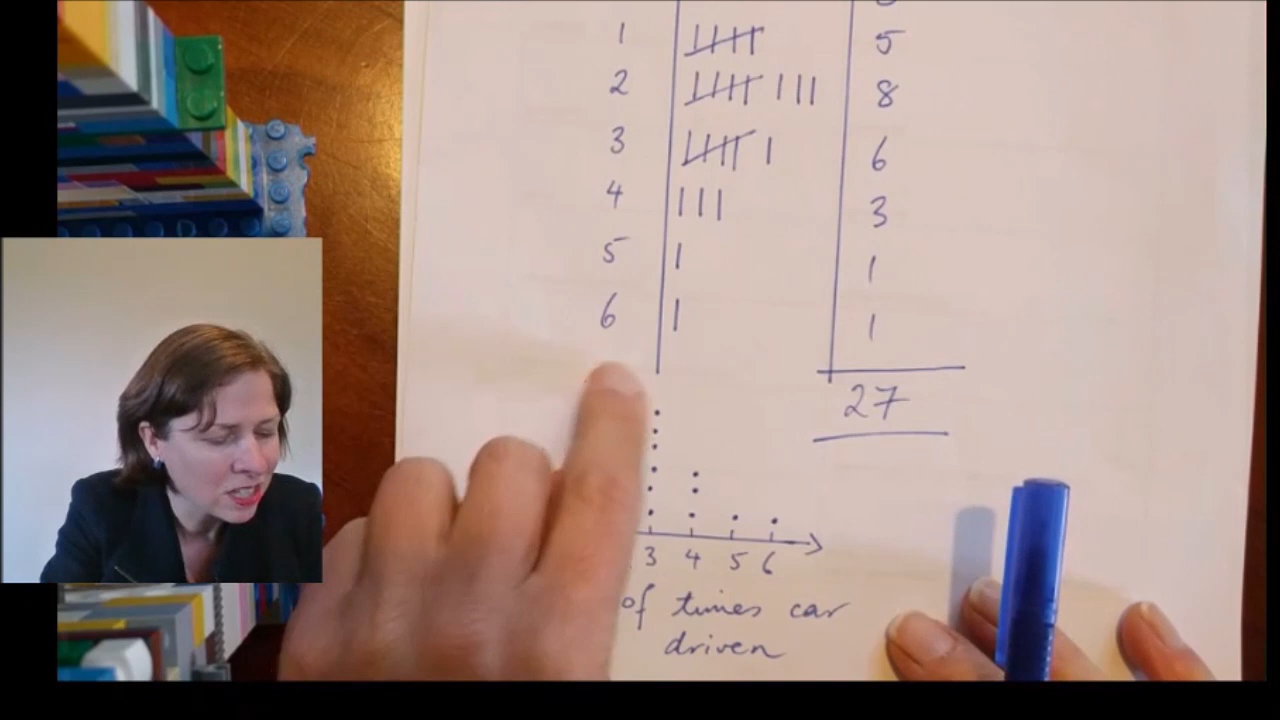 1 5
2 8
3 6
4 3
5 1
6 1
27
3 4 5 6
of times car
driven